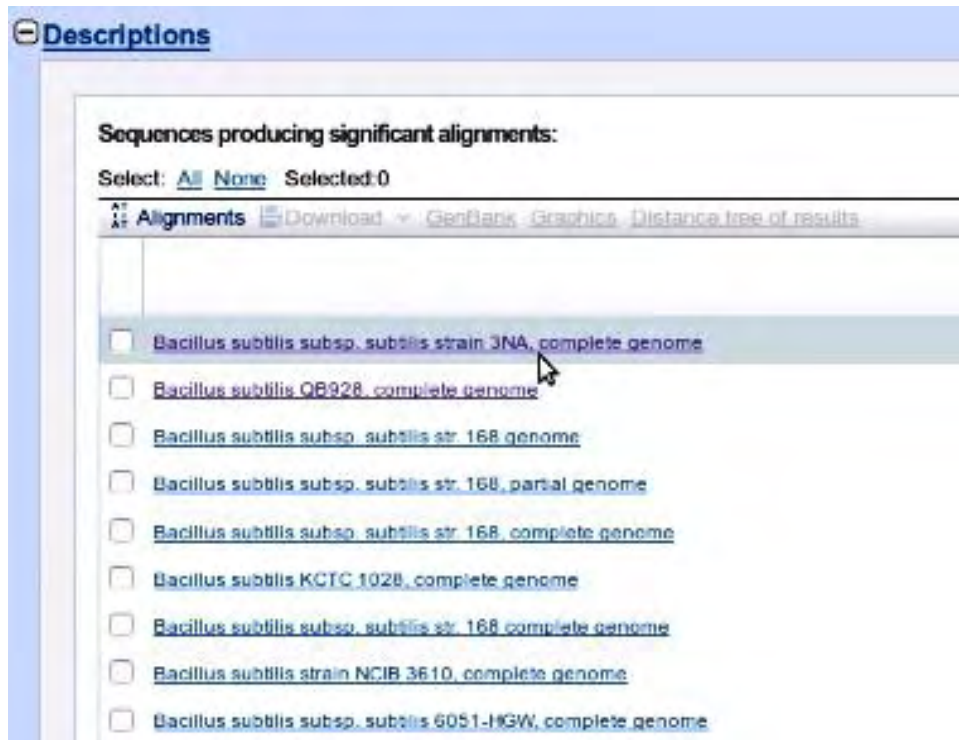 Descriptions
Sequences producing significant alignments:
Select: All None Selected:0
Alignments Download GenBank Graphics Distance tree of results
Bacillus subtilis subsp. subtilis strain 3NA, complete genome
Bacillus subtilis QB928, complete genome
Bacillus subtilis subsp. subtilis str. 168 genome
Bacillus subtilis subsp. subtilis str. 168, partial genome
Bacillus subtilis subsp. subtilis str. 168, complete genome
Bacillus subtilis KCTC 1028, complete genome
Bacillus subtilis subsp. subtilis str. 168 complete genome
Bacillus subtilis strain NCIB 3610, complete genome
Bacillus subtilis subsp. subtilis 6051-HGW, complete genome